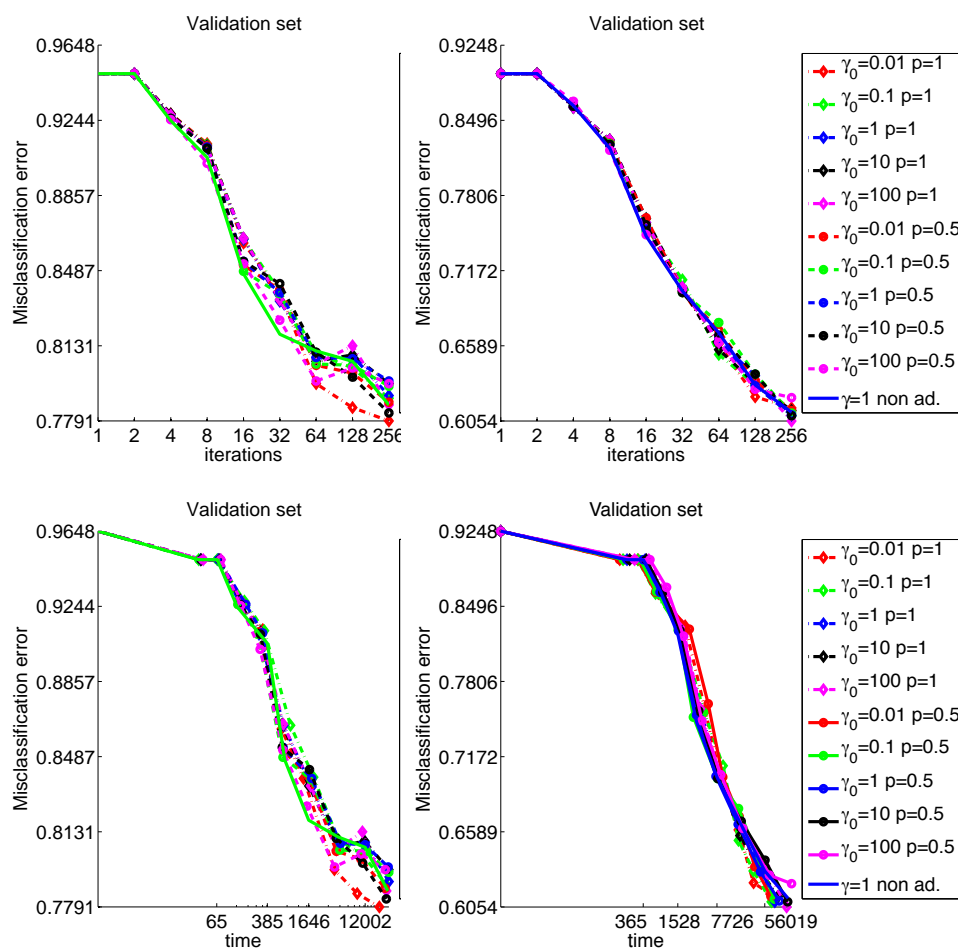 Validation set
Misclassification error
0.9648
0.9244
0.8857
0.8487
0.8131
0.7791
1 2 4 8 16 32 64 128 256
iterations
Validation set
Misclassification error
0.9248
0.8496
0.7806
0.7172
0.6589
0.6054
1 2 4 8 16 32 64 128 256
iterations
γ0=0.01 p=1
γ0=0.1 p=1
γ0=1 p=1
γ0=10 p=1
γ0=100 p=1
γ0=0.01 p=0.5
γ0=0.1 p=0.5
γ0=1 p=0.5
γ0=10 p=0.5
γ0=100 p=0.5
γ=1 non ad.
Validation set
Misclassification error
0.9648
0.9244
0.8857
0.8487
0.8131
0.7791
65 385 1646 12002
time
Validation set
Misclassification error
0.9248
0.8496
0.7806
0.7172
0.6589
0.6054
365 1528 7726 56019
time
γ0=0.01 p=1
γ0=0.1 p=1
γ0=1 p=1
γ0=10 p=1
γ0=100 p=1
γ0=0.01 p=0.5
γ0=0.1 p=0.5
γ0=1 p=0.5
γ0=10 p=0.5
γ0=100 p=0.5
γ=1 non ad.